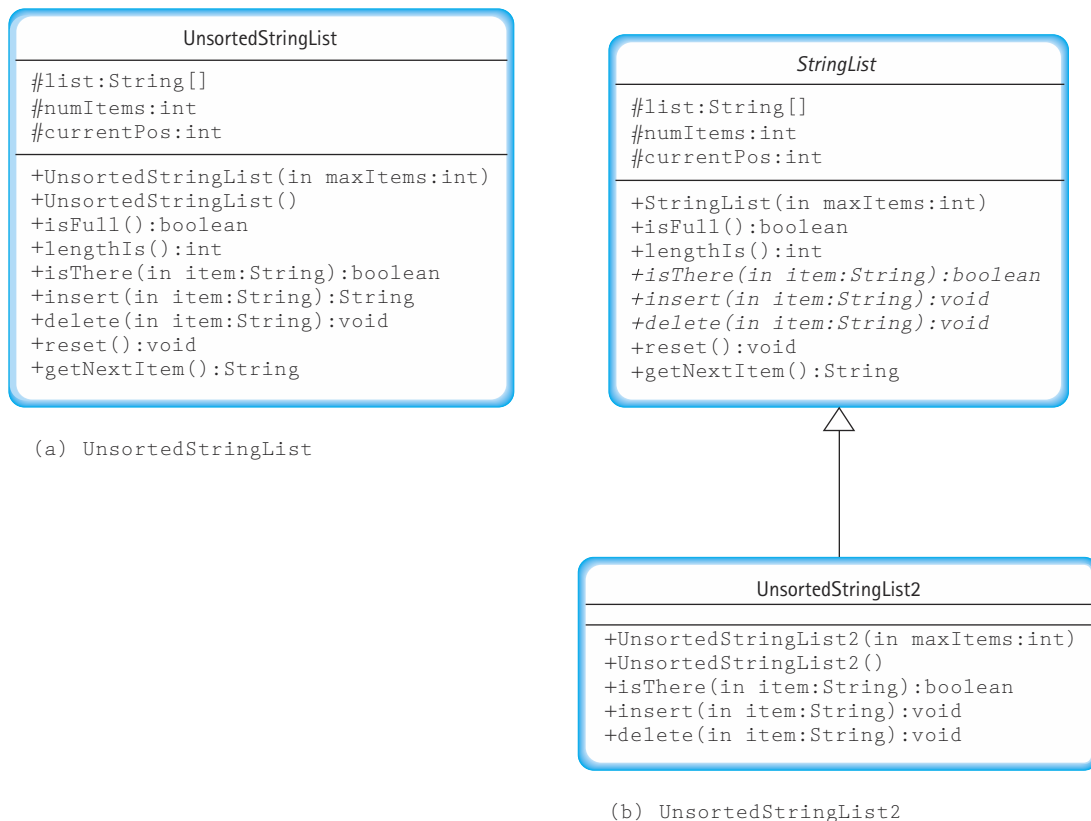 UnsortedStringList
#list:String[]
#numItems:int
#currentPos:int
+UnsortedStringList(in maxItems:int)
+UnsortedStringList()
+isFull():boolean
+lengthIs():int
+isThere(in item:String):boolean
+insert(in item:String):String
+delete(in item:String):void
+reset():void
+getNextItem():String
(a) UnsortedStringList
StringList
#list:String[]
#numItems:int
#currentPos:int
+StringList(in maxItems:int)
+isFull():boolean
+lengthIs():int
+isThere(in item:String):boolean
+insert(in item:String):void
+delete(in item:String):void
+reset():void
+getNextItem():String
UnsortedStringList2
+UnsortedStringList2(in maxItems:int)
+UnsortedStringList2()
+isThere(in item:String):boolean
+insert(in item:String):void
+delete(in item:String):void
(b) UnsortedStringList2